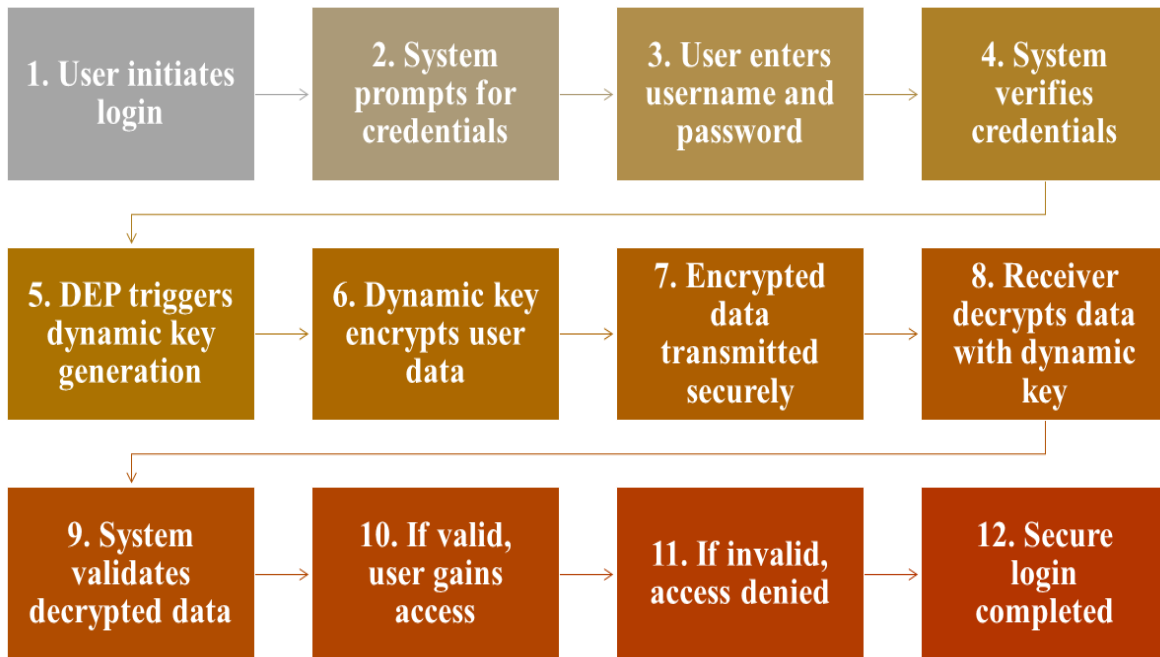 1. User initiates
login
2. System
prompts for
credentials
3. User enters
username and
password
4. System
verifies
credentials
5. DEP triggers
dynamic key
generation
6. Dynamic key
encrypts user
data
7. Encrypted
data
transmitted
securely
8. Receiver
decrypts data
with dynamic
key
9. System
validates
decrypted data
10. If valid,
user gains
access
11. If invalid,
access denied
12. Secure
login
completed